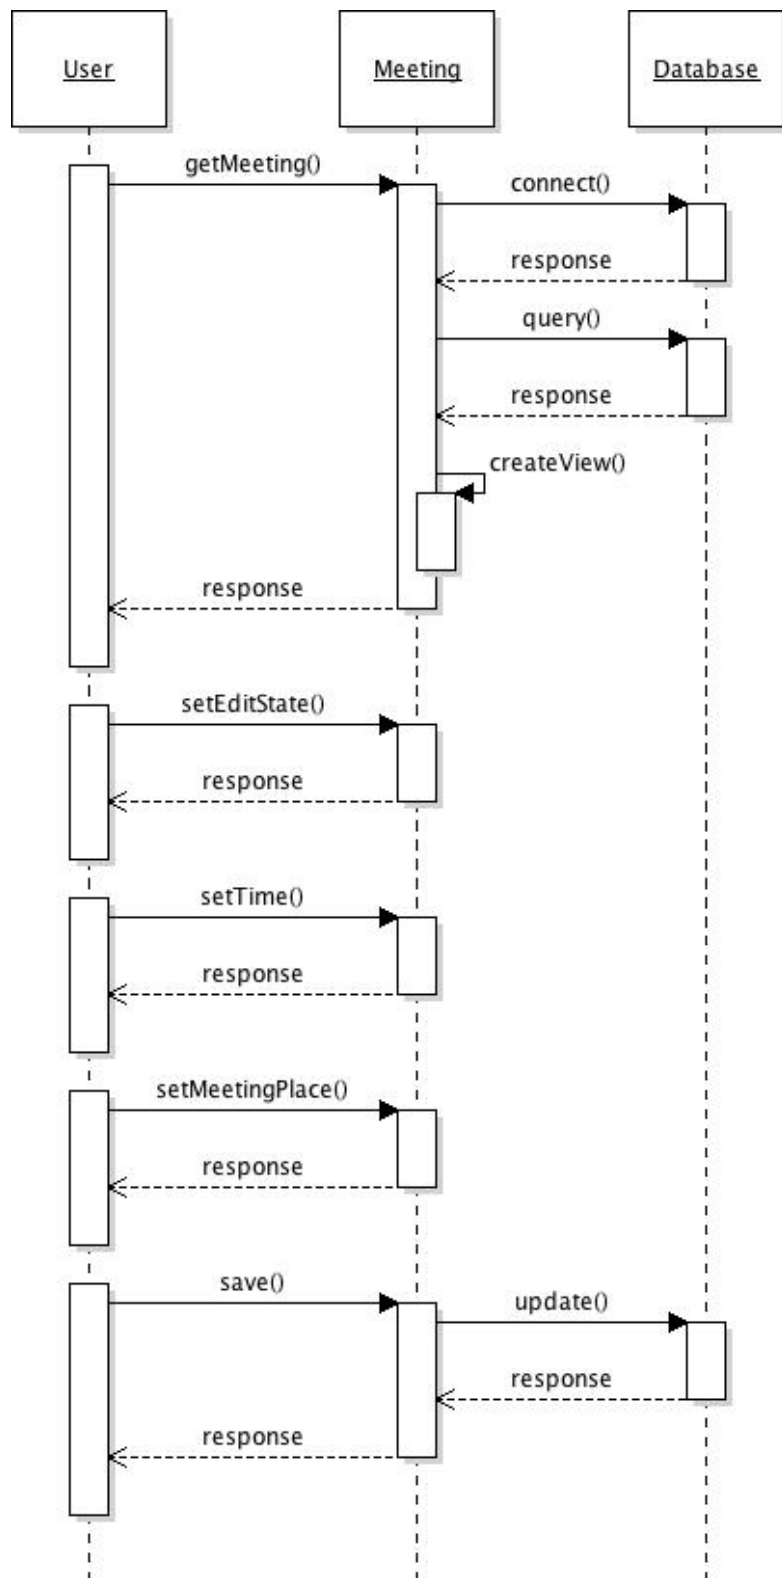 User
Meeting
Database
getMeeting()
connect()
response
query()
response
createView()
response
setEditState()
response
setTime()
response
setMeetingPlace()
response
save()
update()
response
response